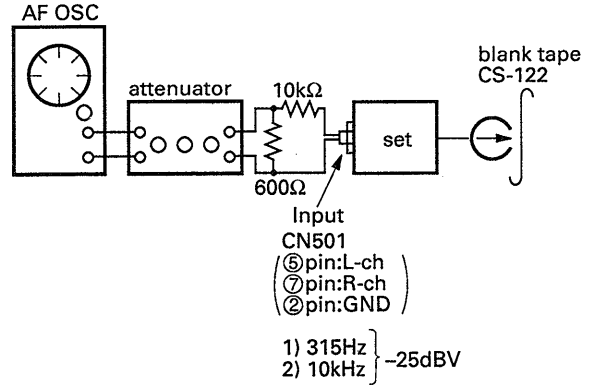 AF OSC
attenuator
10kΩ
600Ω
set
blank tape
CS-122
Input
CN501
⑤pin:L-ch
⑦pin:R-ch
②pin:GND
1) 315Hz
2) 10kHz
–25dBV